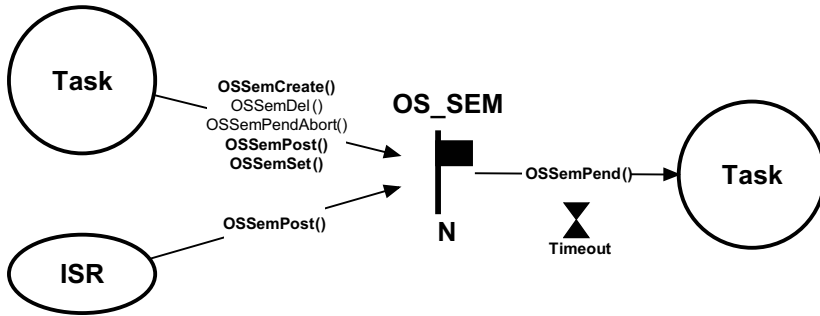 Task
OSSemCreate()
OSSemDel()
OSSemPendAbort()
OSSemPost()
OSSemSet()
OS_SEM
OSSemPend()
Task
OSSemPost()
N
Timeout
ISR